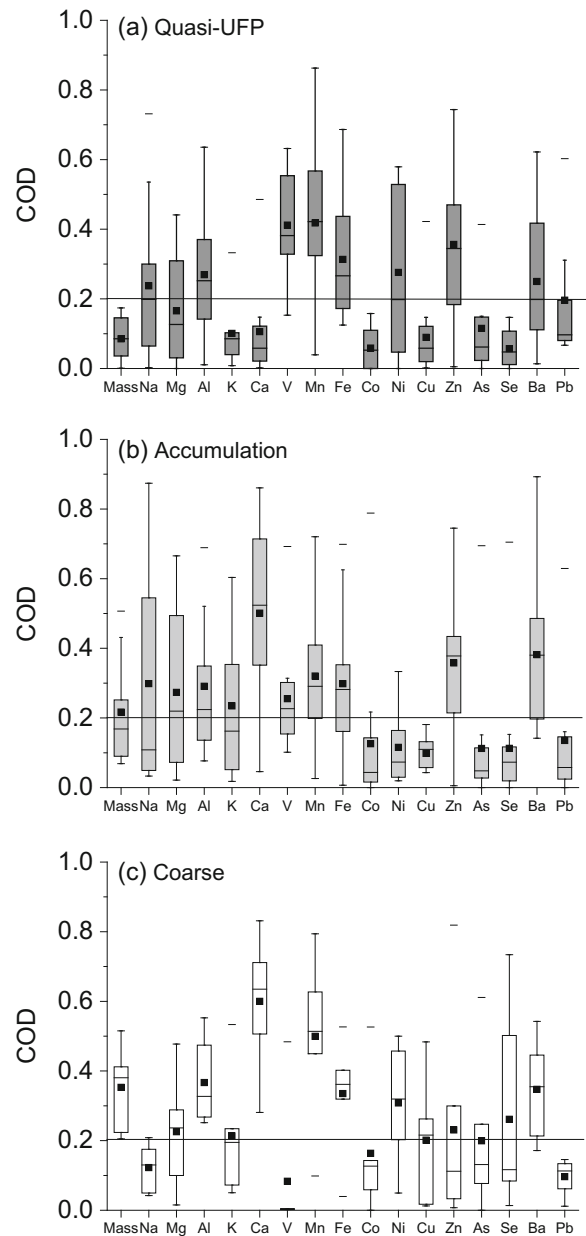 (a) Quasi-UFP
COD
1.0
0.8
0.6
0.4
0.2
0.0
Mass Na Mg Al K Ca V Mn Fe Co Ni Cu Zn As Se Ba Pb
(b) Accumulation
COD
1.0
0.8
0.6
0.4
0.2
0.0
Mass Na Mg Al K Ca V Mn Fe Co Ni Cu Zn As Se Ba Pb
(c) Coarse
COD
1.0
0.8
0.6
0.4
0.2
0.0
Mass Na Mg Al K Ca V Mn Fe Co Ni Cu Zn As Se Ba Pb